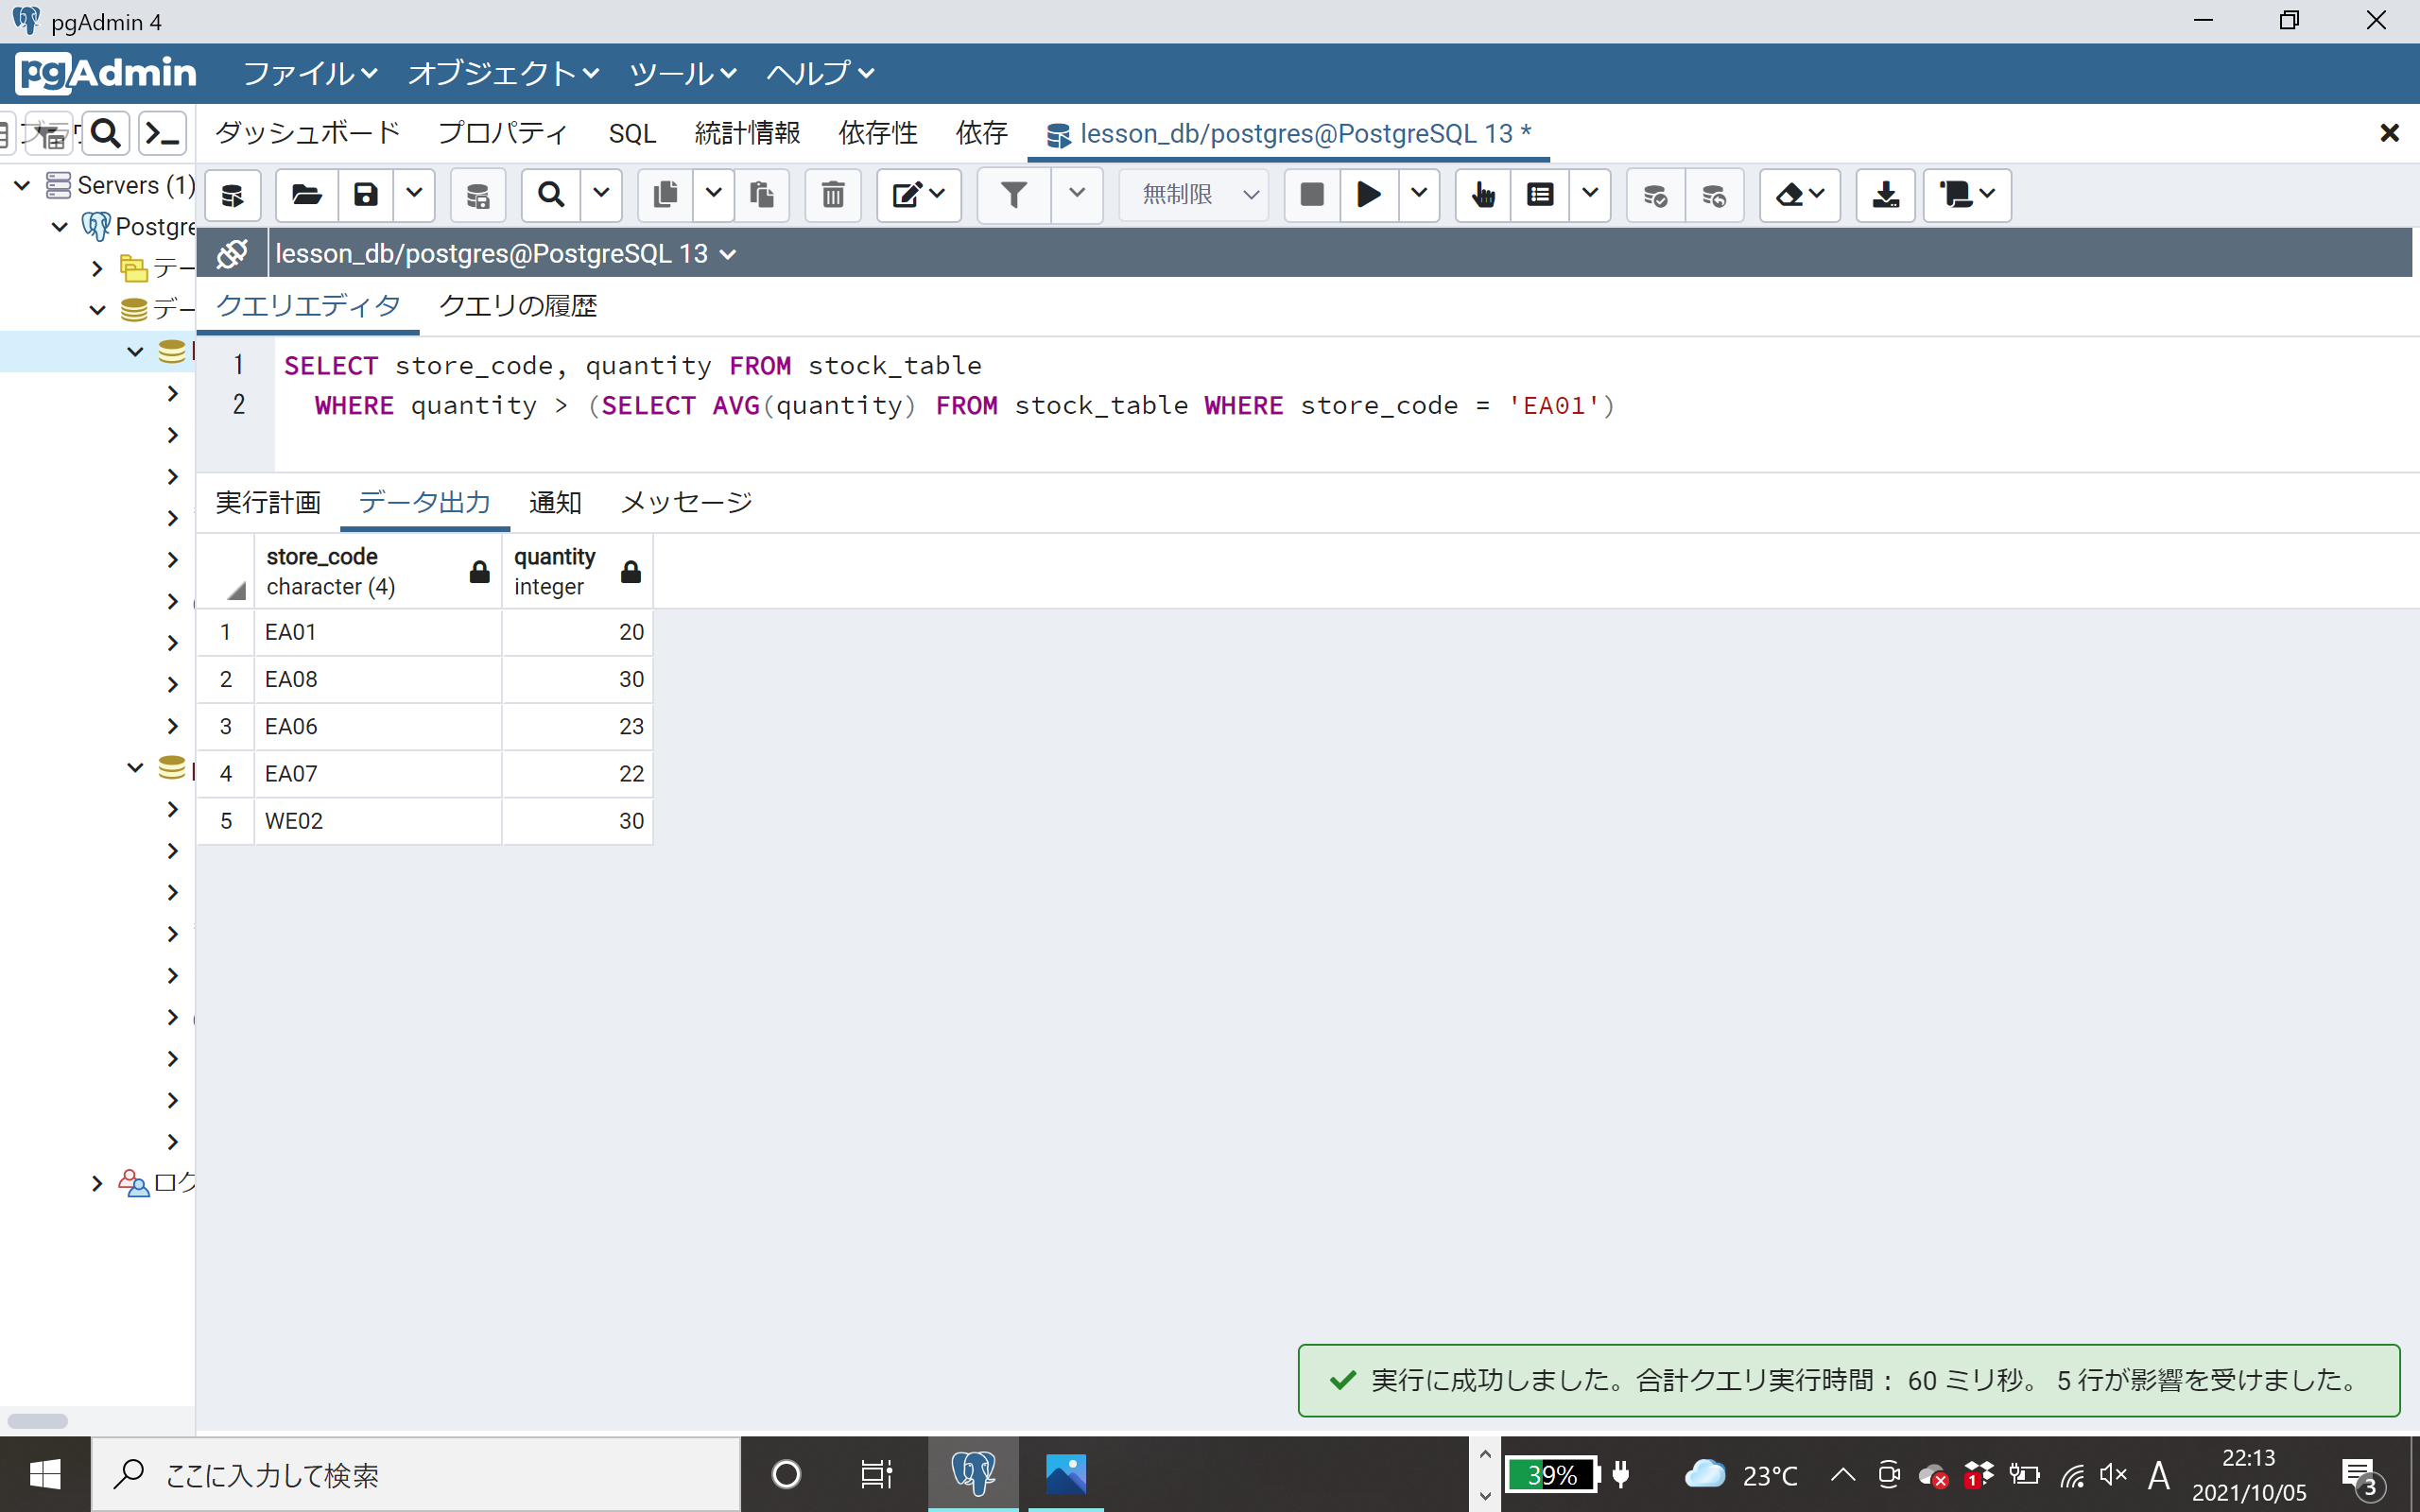 pgAdmin 4
pgAdmin ファイル オブジェクト ツール ヘルプ
ダッシュボード プロパティ SQL 統計情報 依存性 依存 lesson_db/postgres@PostgreSQL 13 *
Servers (1)
Postgre
無制限
lesson_db/postgres@PostgreSQL 13
デー
デー
クエリエディタ クエリの履歴
1 SELECT store_code, quantity FROM stock_table
2 WHERE quantity > (SELECT AVG(quantity) FROM stock_table WHERE store_code = 'EA01')
実行計画 データ出力 通知 メッセージ
store_code quantity
character (4) integer
1 EA01 20
2 EA08 30
3 EA06 23
4 EA07 22
5 WE02 30
ログ
実行に成功しました。合計クエリ実行時間： 60 ミリ秒。 5 行が影響を受けました。
ここに入力して検索
39% 23°C 1 A 22:13
2021/10/05 3